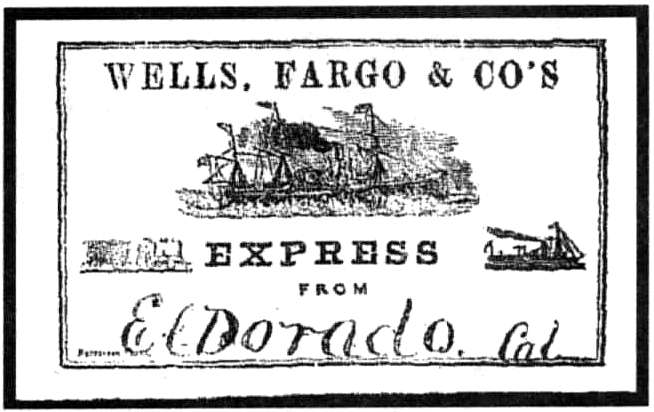 WELLS, FARGO & CO'S
EXPRESS
FROM
El Dorado. Cal